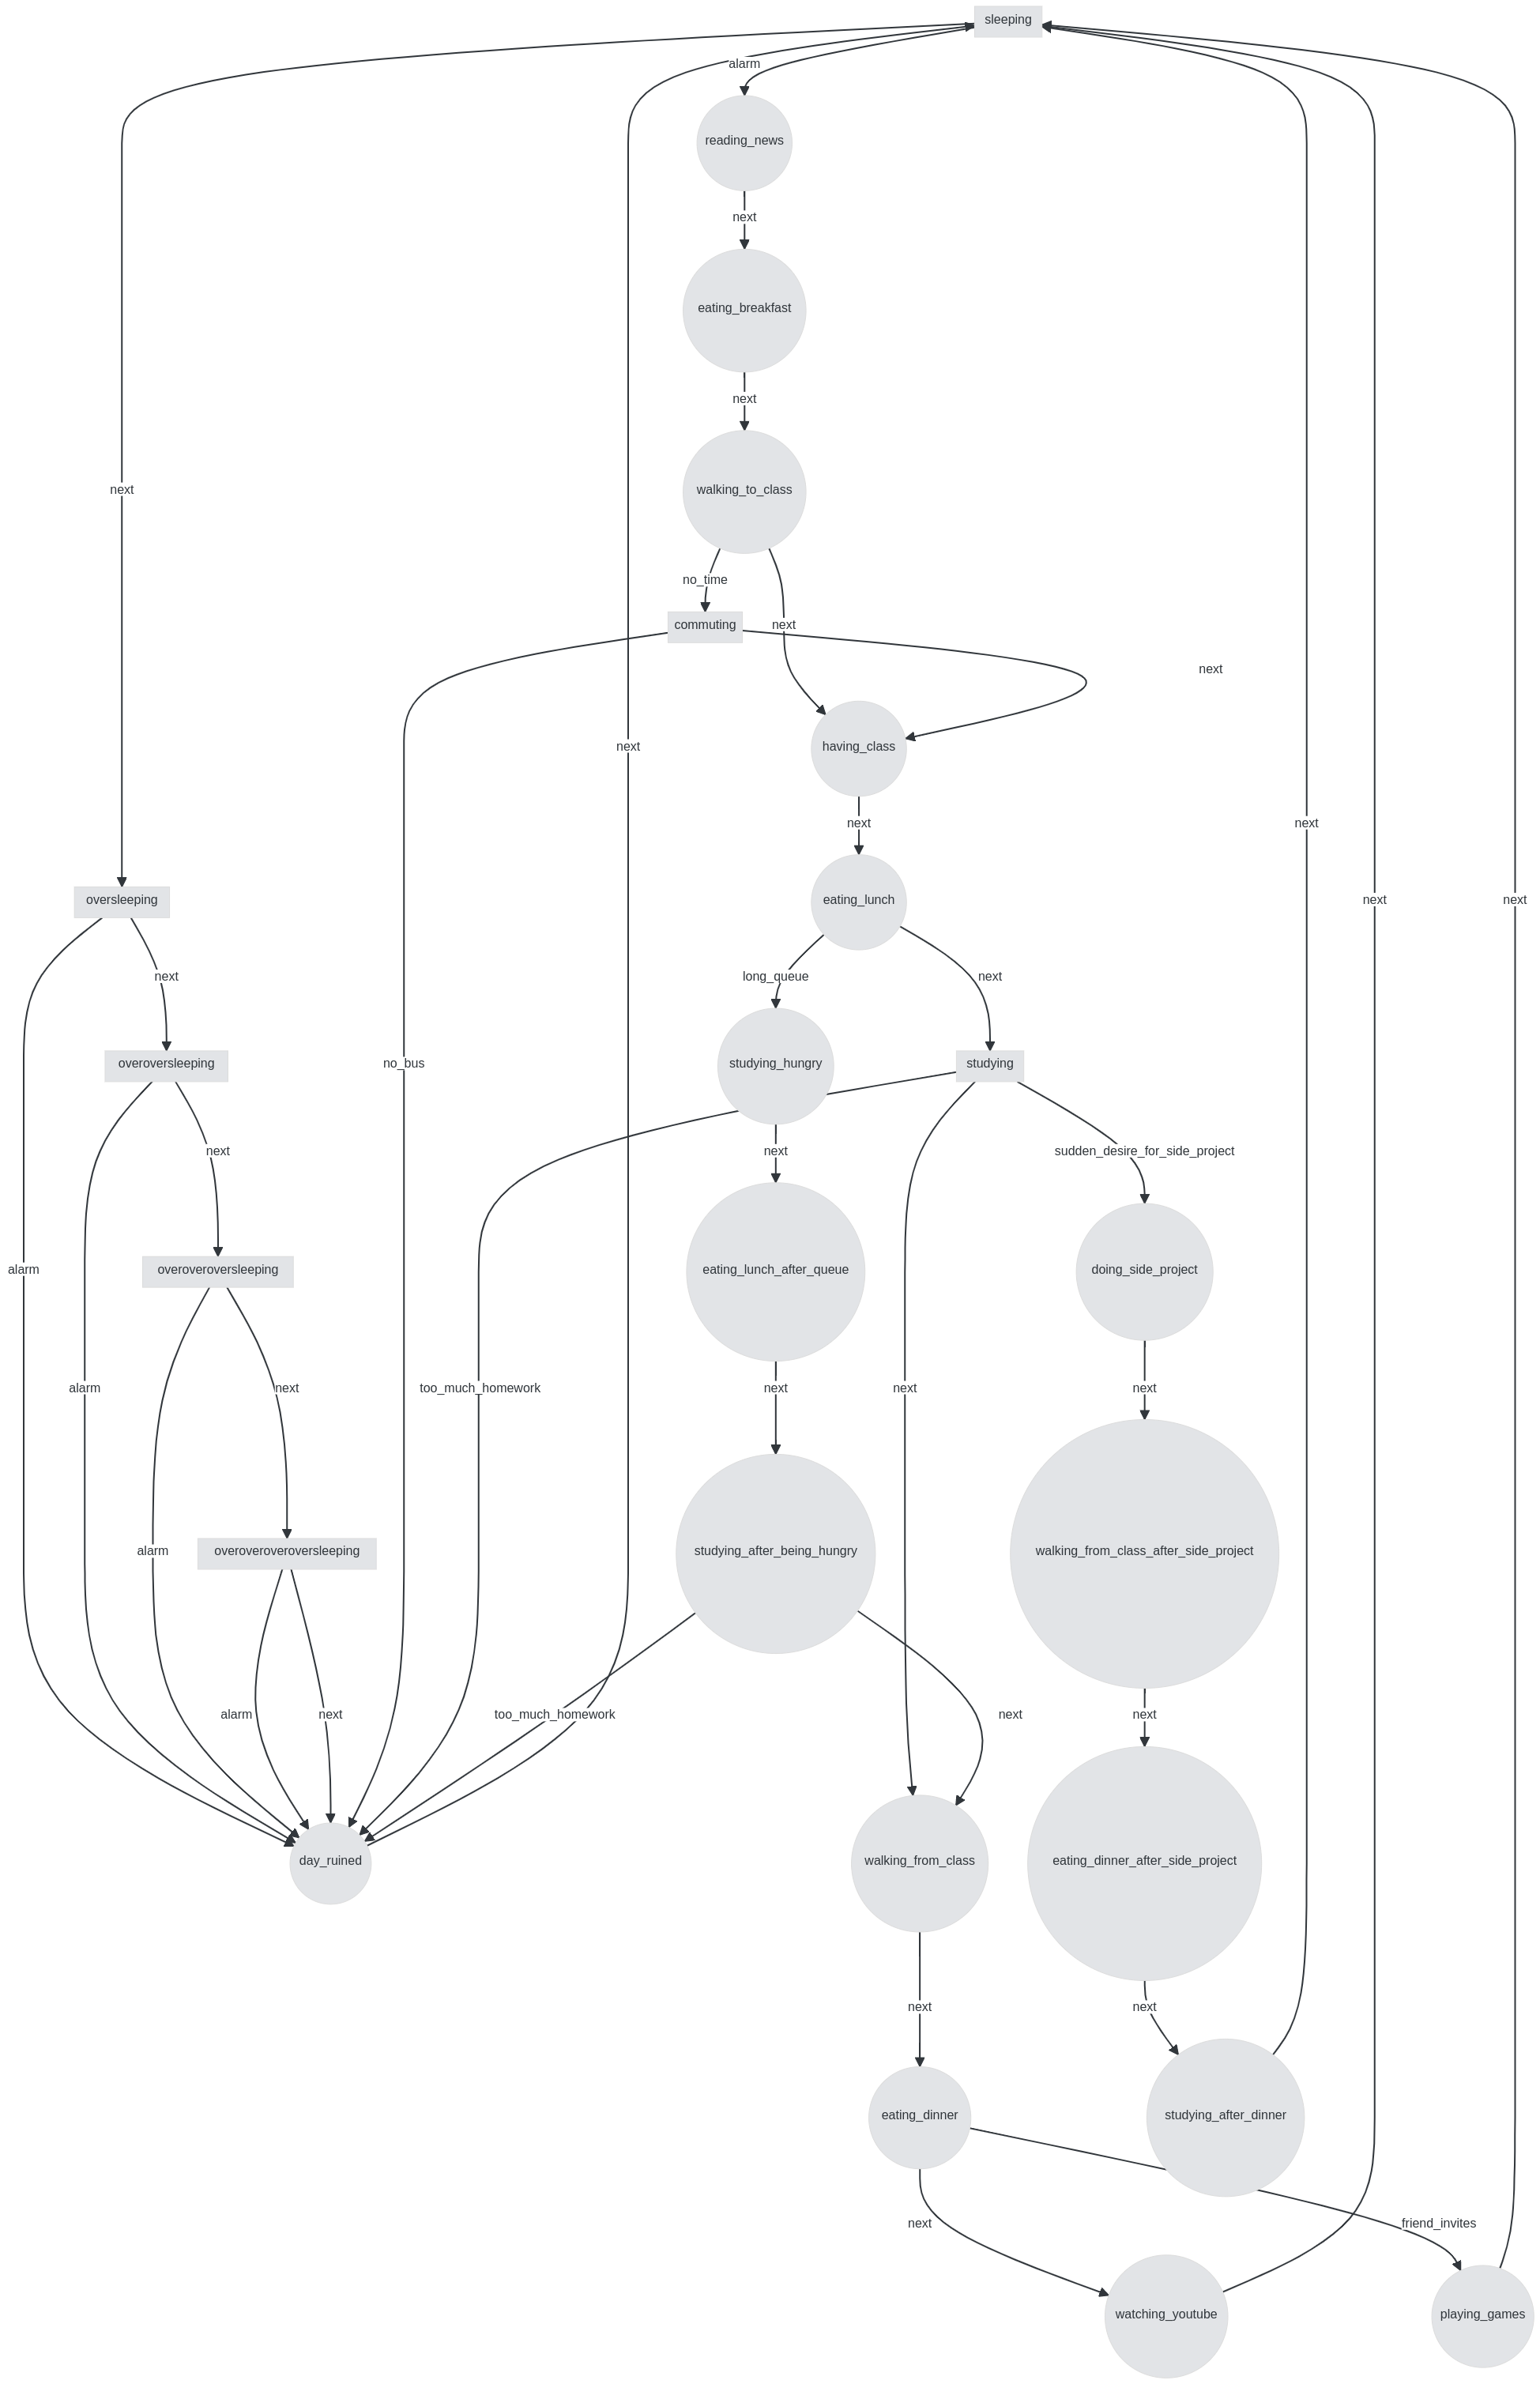 sleeping
alarm
reading_news
next
eating_breakfast
next
walking_to_class
next
no_time
commuting
next
next
having_class
next
next
next
oversleeping
eating_lunch
next
next
next
long_queue
next
overoversleeping
no_bus
studying_hungry
studying
next
next
sudden_desire_for_side_project
alarm
overoveroversleeping
eating_lunch_after_queue
doing_side_project
alarm
next
too_much_homework
next
next
next
alarm
overoveroveroversleeping
studying_after_being_hungry
walking_from_class_after_side_project
alarm
next
too_much_homework
next
next
day_ruined
walking_from_class
eating_dinner_after_side_project
next
next
eating_dinner
studying_after_dinner
next
friend_invites
watching_youtube
playing_games